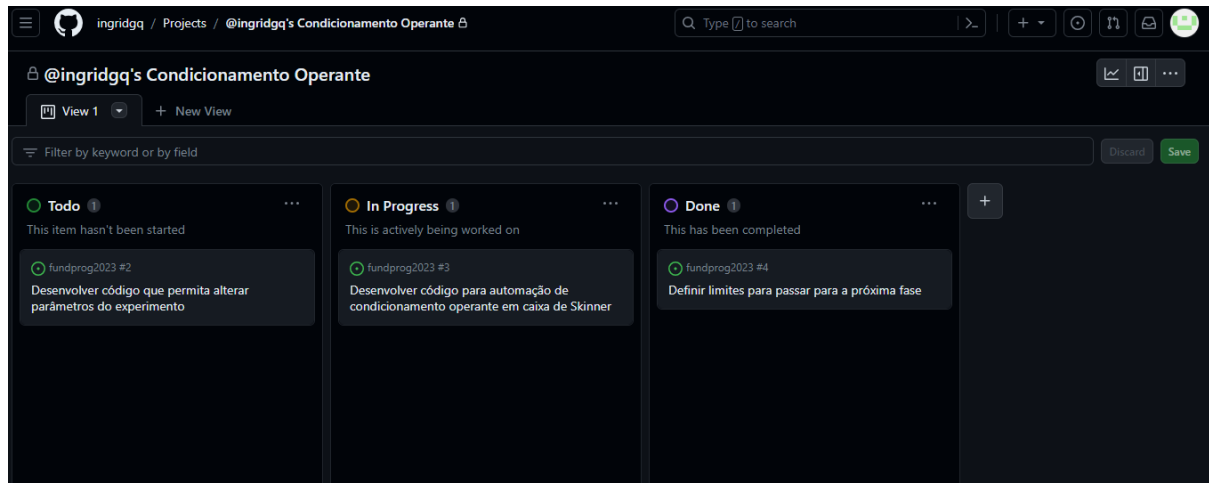 ingridgq / Projects / @ingridgq's Condicionamento Operante
Type / to search
@ingridgq's Condicionamento Operante
View 1
+ New View
Filter by keyword or by field
Discard
Save
Todo 1
This item hasn't been started
fundprog2023 #2
Desenvolver código que permita alterar
parâmetros do experimento
In Progress 1
This is actively being worked on
fundprog2023 #3
Desenvolver código para automação de
condicionamento operante em caixa de Skinner
Done 1
This has been completed
fundprog2023 #4
Definir limites para passar para a próxima fase